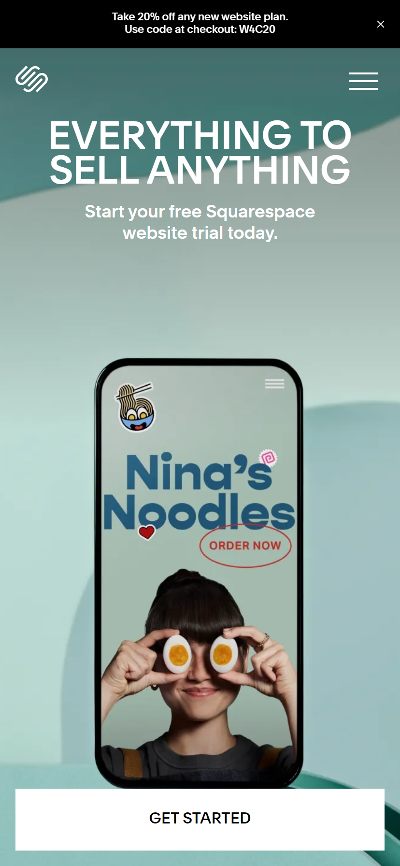 Take 20% off any new website plan.
Use code at checkout: W4C20
EVERYTHING TO
SELL ANYTHING
Start your free Squarespace
website trial today.
Nina's
Noodles
ORDER NOW
GET STARTED